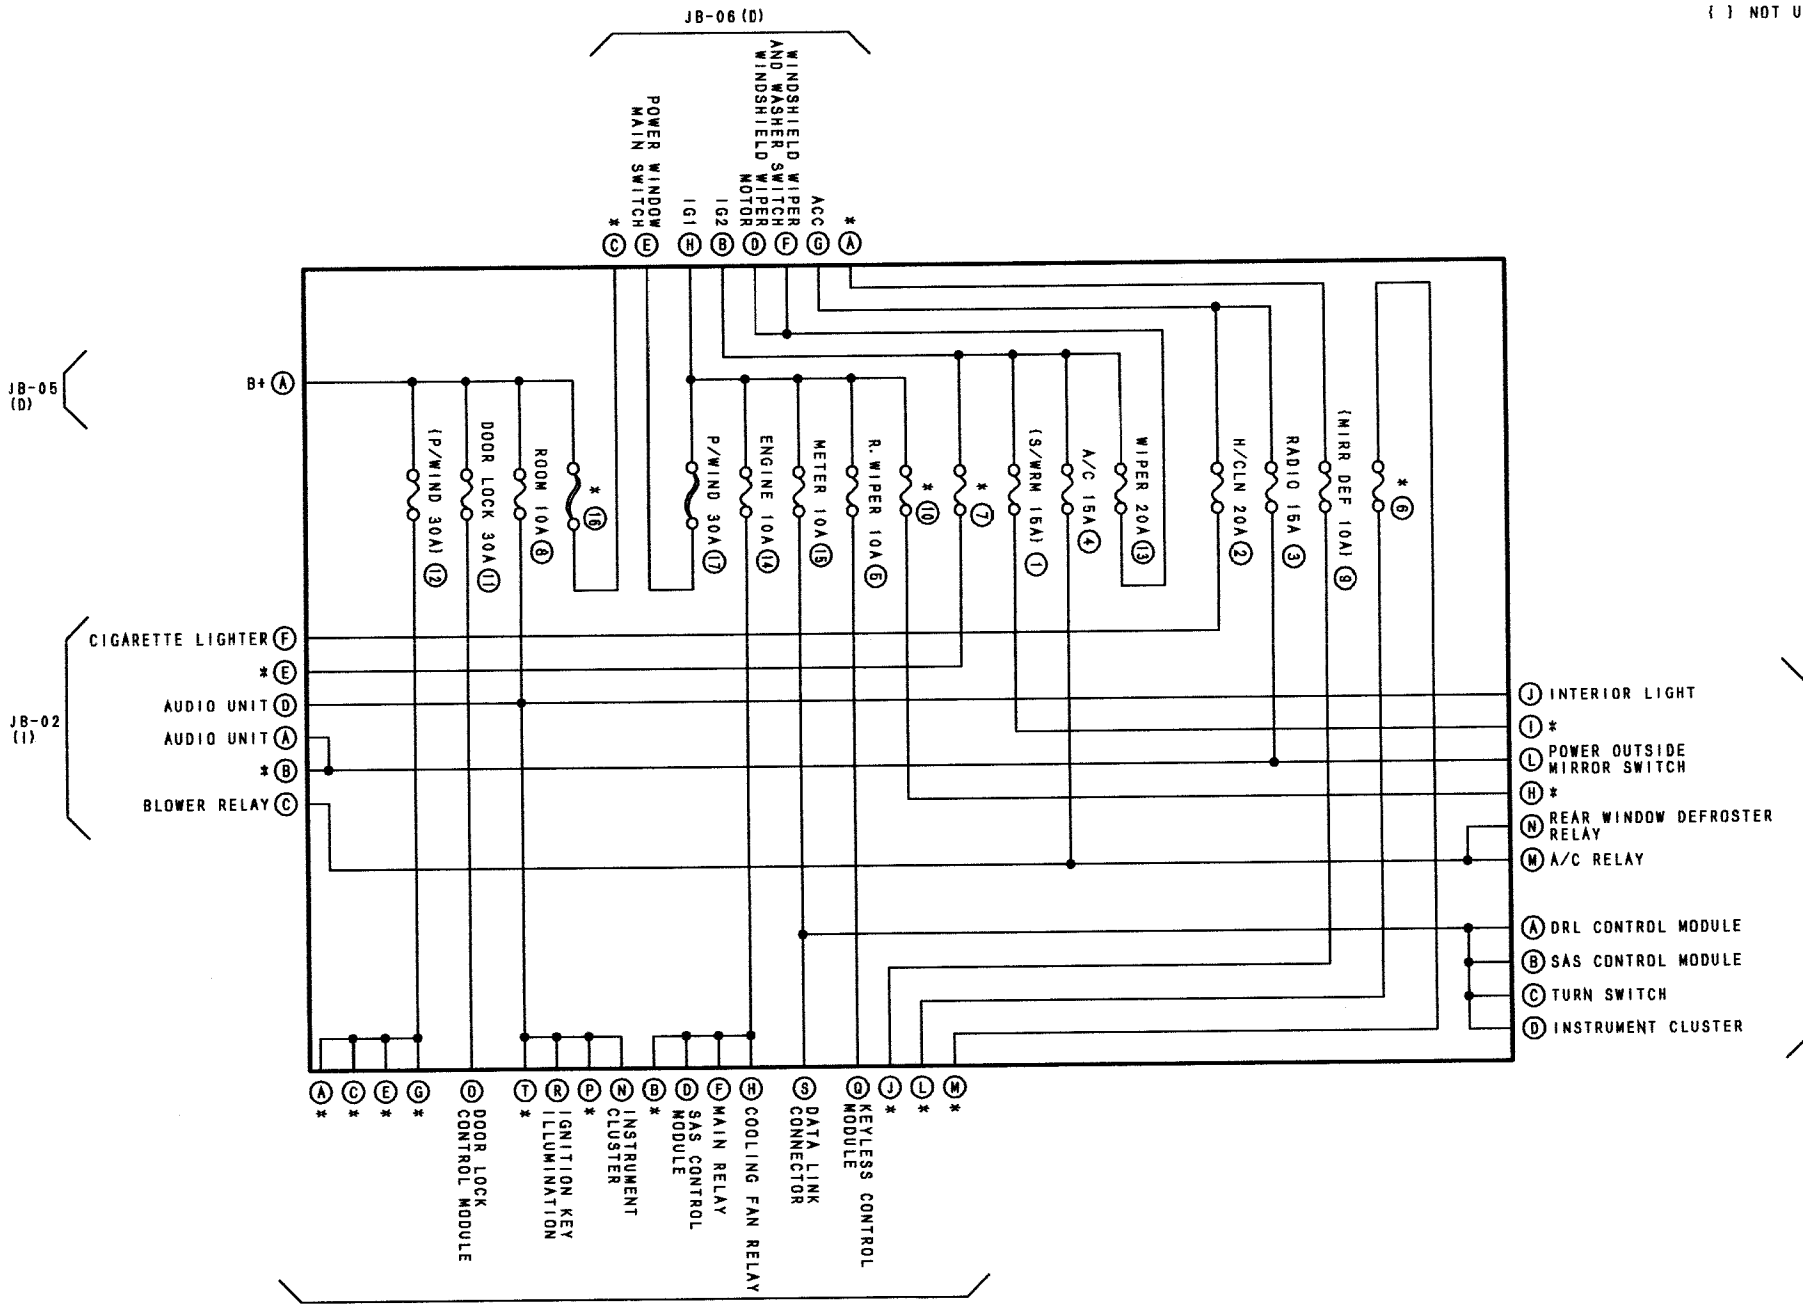 JB-06 (D)
{ } NOT U
WINDSHIELD WIPER
AND WASHER SWITCH
WINDSHIELD WIPER
MOTOR
POWER WINDOW
MAIN SWITCH
* IG1 IG2 ACC *
C E H B D F G A
JB-05
(D)
B+ A
{P/WIND 30A} 12
DOOR LOCK 30A 11
ROOM 10A 8
* 16
P/WIND 30A 17
ENGINE 10A 14
METER 10A 15
R.WIPER 10A 5
* 10
* 7
{S/WRM 15A} 1
A/C 15A 4
WIPER 20A 13
H/CLN 20A 2
RADIO 15A 3
{MIRR DEF 10A} 9
* 6
JB-02
(I)
CIGARETTE LIGHTER F
* E
AUDIO UNIT D
AUDIO UNIT A
* B
BLOWER RELAY C
J INTERIOR LIGHT
I *
L POWER OUTSIDE
MIRROR SWITCH
H *
N REAR WINDOW DEFROSTER
RELAY
M A/C RELAY
A DRL CONTROL MODULE
B SAS CONTROL MODULE
C TURN SWITCH
D INSTRUMENT CLUSTER
A *
C *
E *
G *
O DOOR LOCK
CONTROL MODULE
T *
R IGNITION KEY
ILLUMINATION
P *
N INSTRUMENT
CLUSTER
B *
D SAS CONTROL
MODULE
F MAIN RELAY
H COOLING FAN RELAY
S DATA LINK
CONNECTOR
Q KEYLESS CONTROL
MODULE
J *
L *
M *